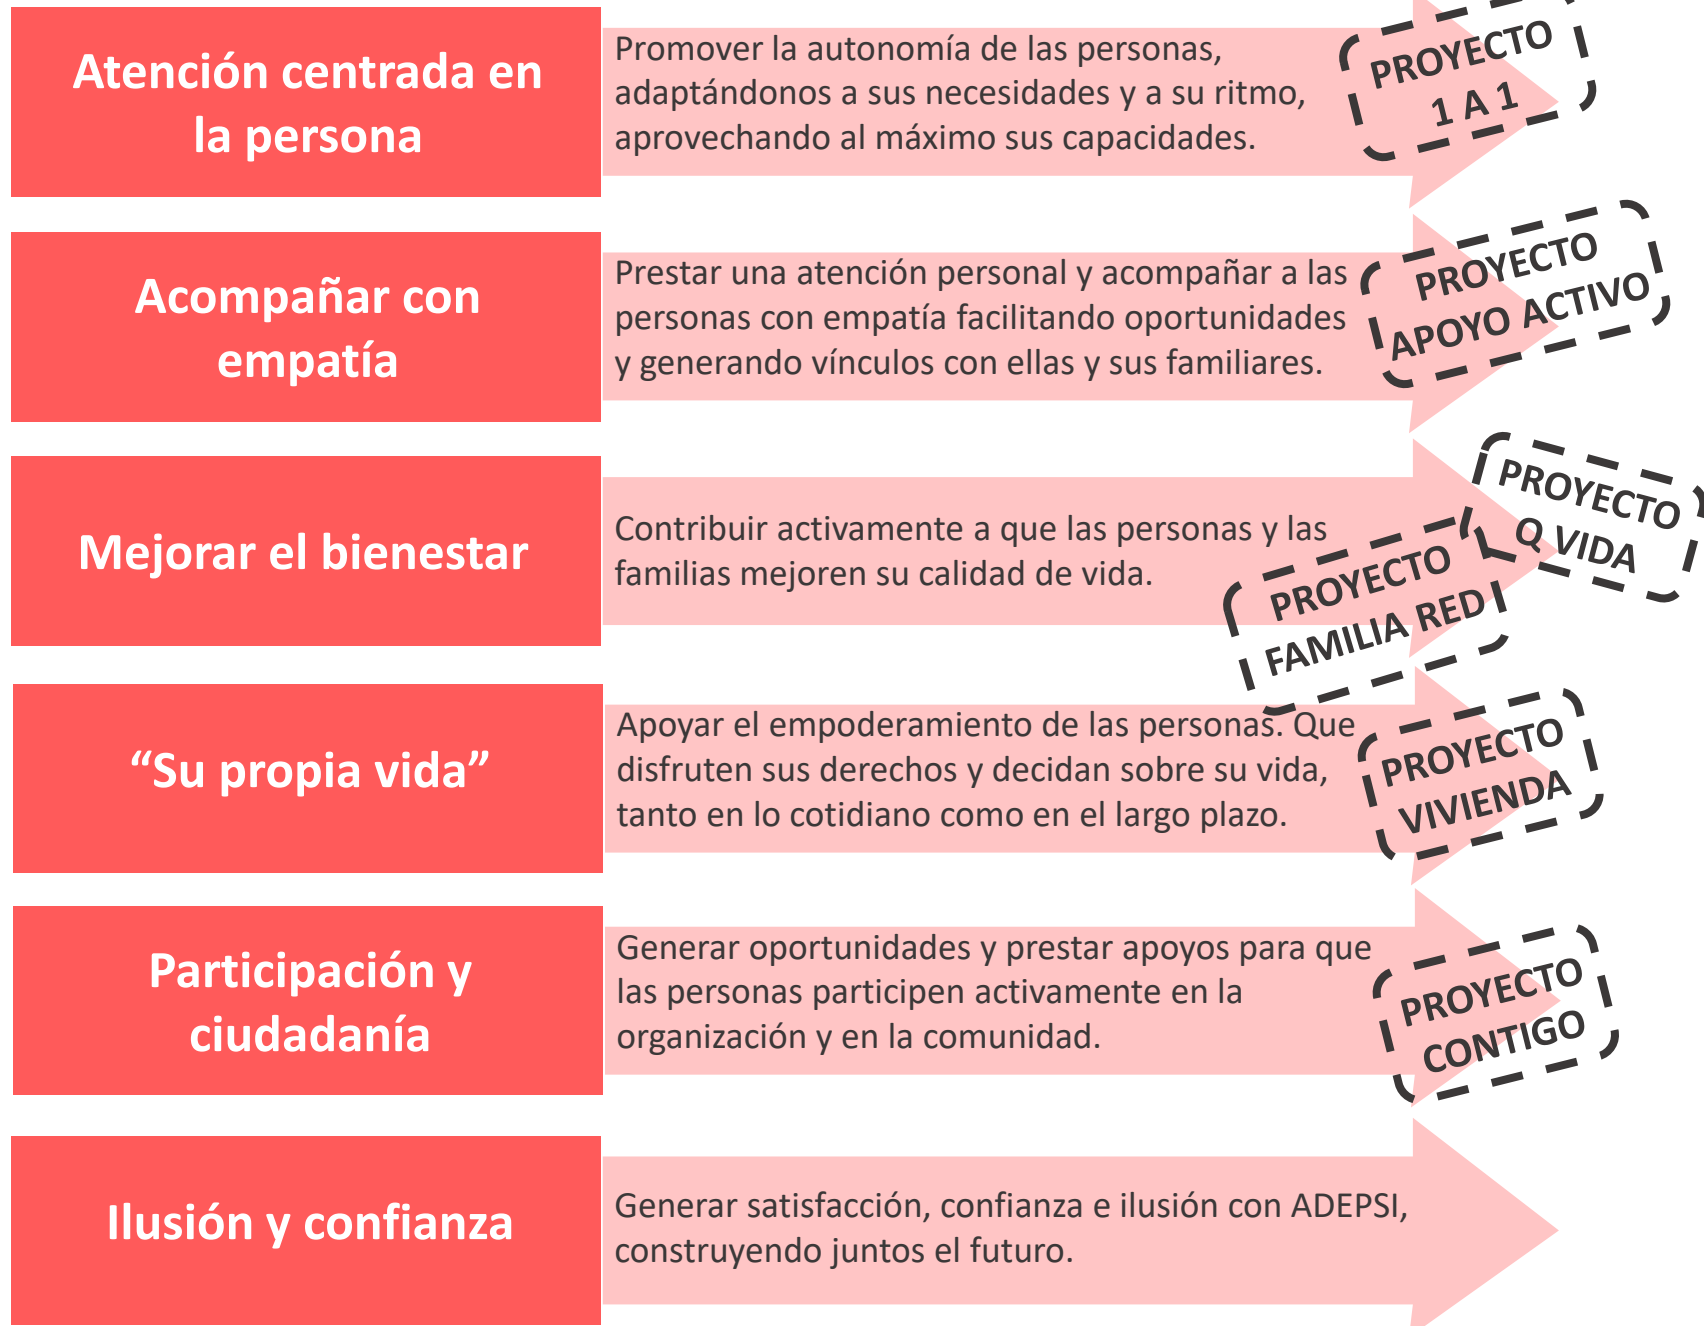 Atención centrada en
la persona
Promover la autonomía de las personas,
adaptándonos a sus necesidades y a su ritmo,
aprovechando al máximo sus capacidades.
PROYECTO
1 A 1
Acompañar con
empatía
Prestar una atención personal y acompañar a las
personas con empatía facilitando oportunidades
y generando vínculos con ellas y sus familiares.
PROYECTO
APOYO ACTIVO
Mejorar el bienestar
Contribuir activamente a que las personas y las
familias mejoren su calidad de vida.
PROYECTO
Q VIDA
PROYECTO
FAMILIA RED
“Su propia vida”
Apoyar el empoderamiento de las personas. Que
disfruten sus derechos y decidan sobre su vida,
tanto en lo cotidiano como en el largo plazo.
PROYECTO
VIVIENDA
Participación y
ciudadanía
Generar oportunidades y prestar apoyos para que
las personas participen activamente en la
organización y en la comunidad.
PROYECTO
CONTIGO
Ilusión y confianza
Generar satisfacción, confianza e ilusión con ADEPSI,
construyendo juntos el futuro.